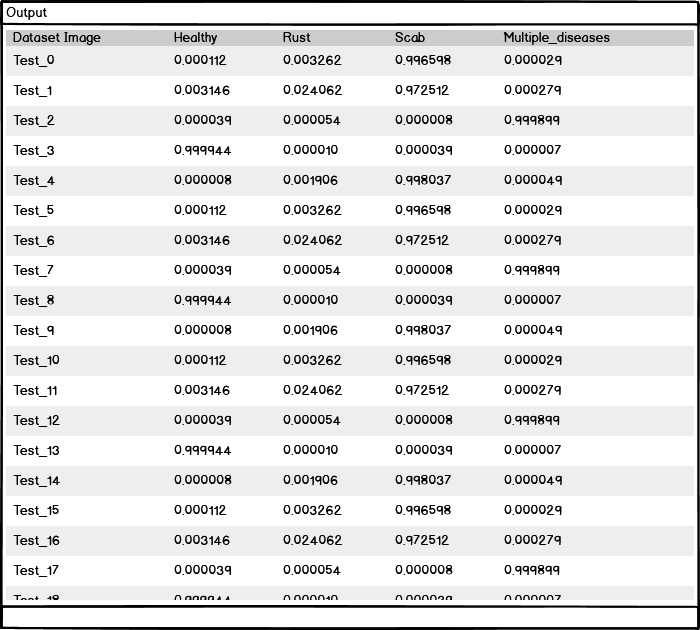 Output
Dataset Image Healthy Rust Scab Multiple_diseases
Test_0 0.000112 0.003262 0.996598 0.000029
Test_1 0.003146 0.024062 0.972512 0.000279
Test_2 0.000039 0.000054 0.000008 0.999899
Test_3 0.999944 0.000010 0.000039 0.000007
Test_4 0.000008 0.001906 0.998037 0.000049
Test_5 0.000112 0.003262 0.996598 0.000029
Test_6 0.003146 0.024062 0.972512 0.000279
Test_7 0.000039 0.000054 0.000008 0.999899
Test_8 0.999944 0.000010 0.000039 0.000007
Test_9 0.000008 0.001906 0.998037 0.000049
Test_10 0.000112 0.003262 0.996598 0.000029
Test_11 0.003146 0.024062 0.972512 0.000279
Test_12 0.000039 0.000054 0.000008 0.999899
Test_13 0.999944 0.000010 0.000039 0.000007
Test_14 0.000008 0.001906 0.998037 0.000049
Test_15 0.000112 0.003262 0.996598 0.000029
Test_16 0.003146 0.024062 0.972512 0.000279
Test_17 0.000039 0.000054 0.000008 0.999899
Test_18 0.999944 0.000010 0.000039 0.000007